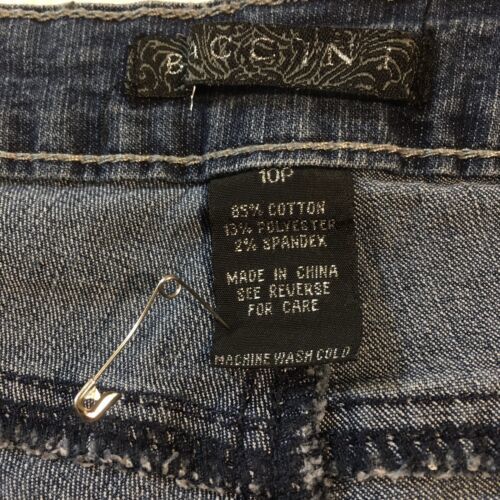 BACCINI
10P
85% COTTON
13% POLYESTER
2% SPANDEX
MADE IN CHINA
SEE REVERSE
FOR CARE
MACHINE WASH COLD